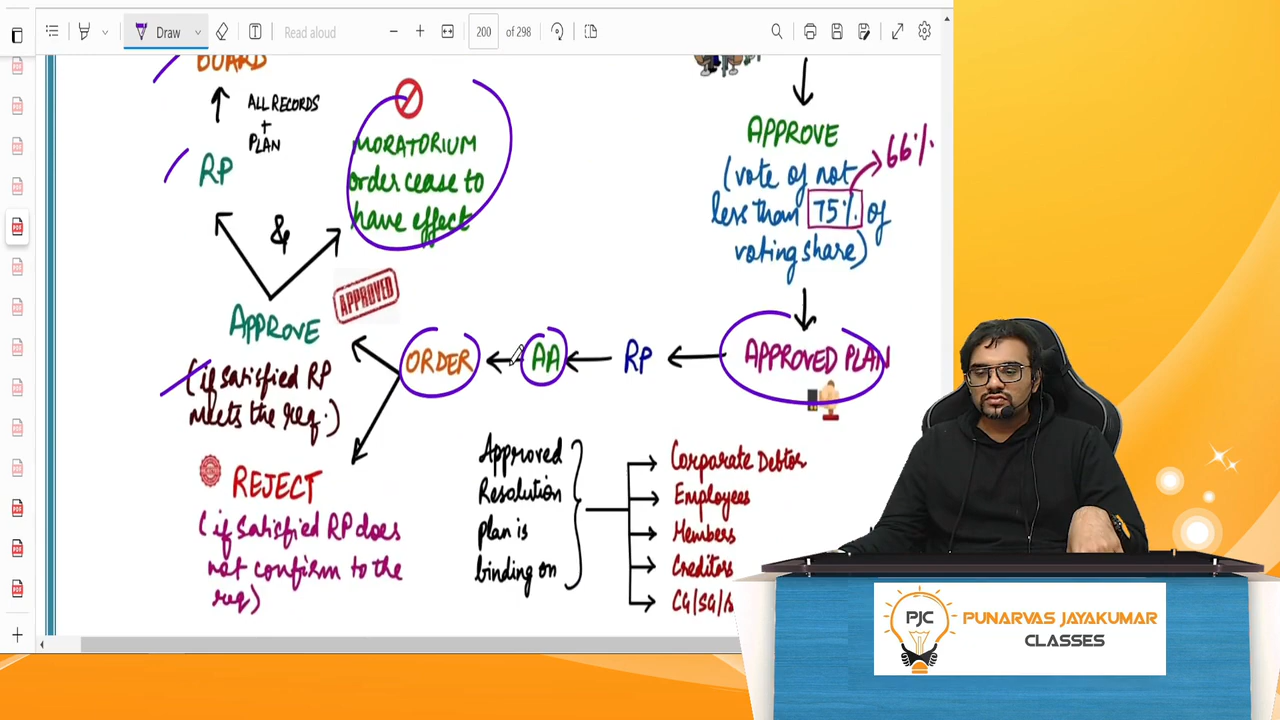 Draw
Read aloud
200
of 298
BOARD
ALL RECORDS
+
PLAN
RP
MORATORIUM
order cease to
have effect
&
APPROVE
APPROVED
(if satisfied RP
meets the req.)
ORDER
AA
RP
APPROVED PLAN
APPROVE
66%
(vote of not
less than 75% of
voting share)
REJECT
(if satisfied RP does
not confirm to the
req)
Approved
Resolution
plan is
binding on
Corporate Debtor
Employees
Members
Creditors
CG/SG/
PJC
PUNARVAS JAYAKUMAR
CLASSES